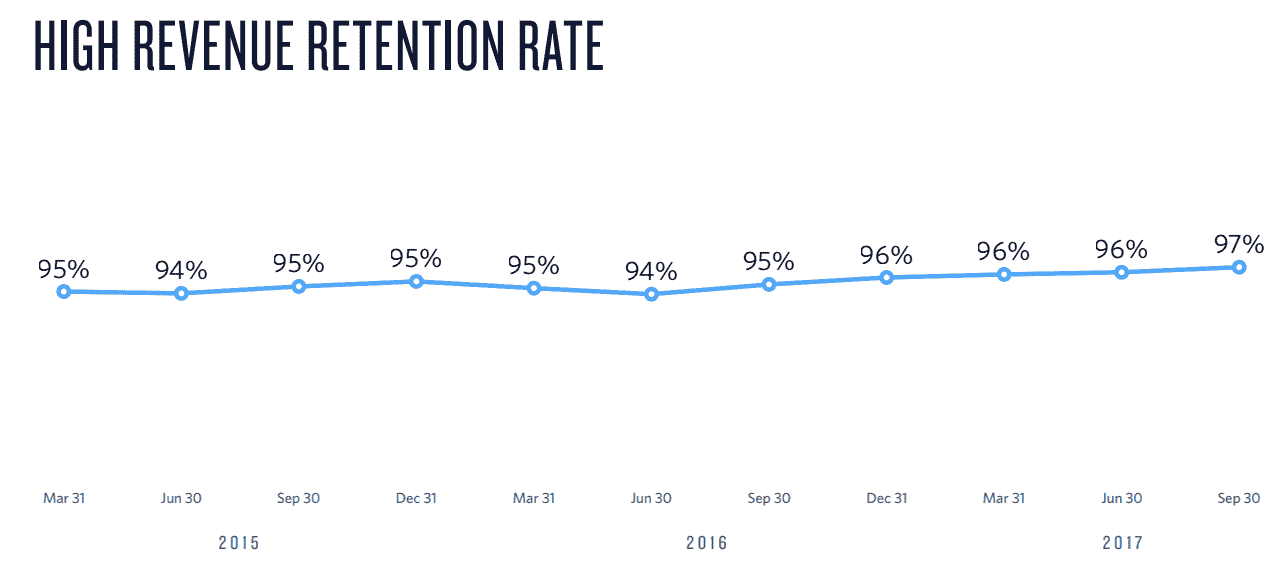 HIGH REVENUE RETENTION RATE
95% 94% 95% 95% 95% 94% 95% 96% 96% 96% 97%
Mar 31 Jun 30 Sep 30 Dec 31 Mar 31 Jun 30 Sep 30 Dec 31 Mar 31 Jun 30 Sep 30
2015 2016 2017